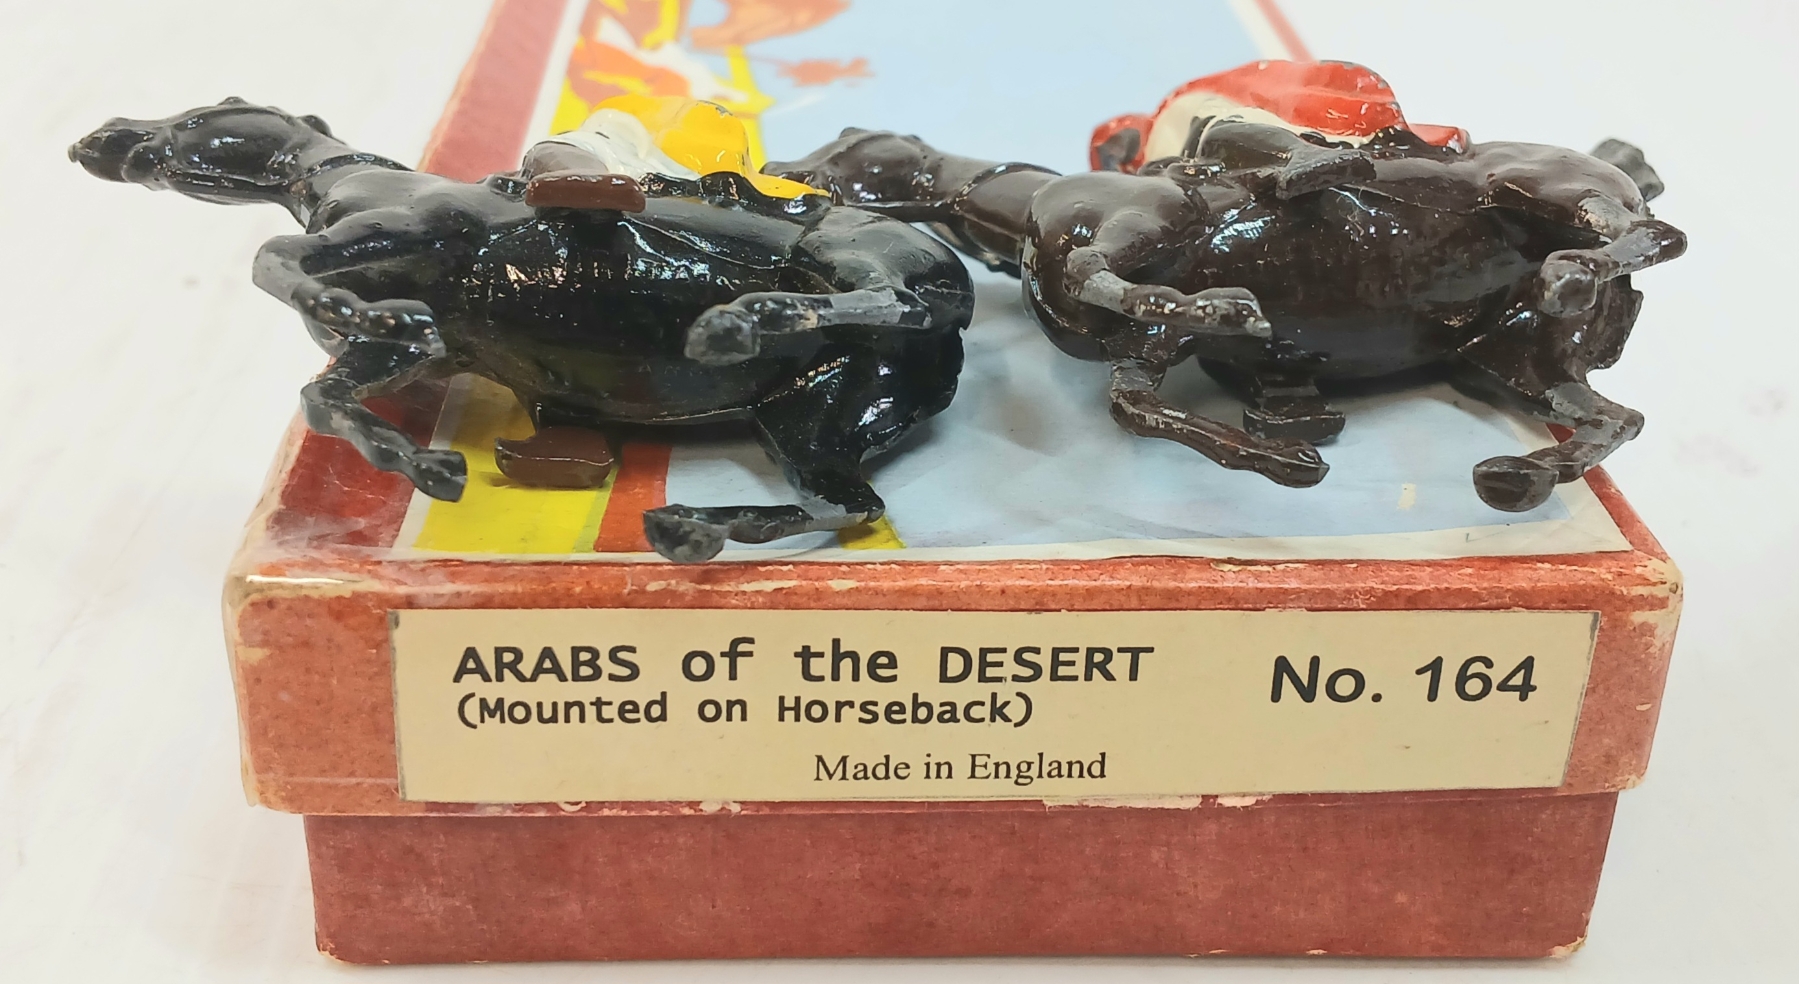 ARABS of the DESERT No. 164
(Mounted on Horseback)
Made in England